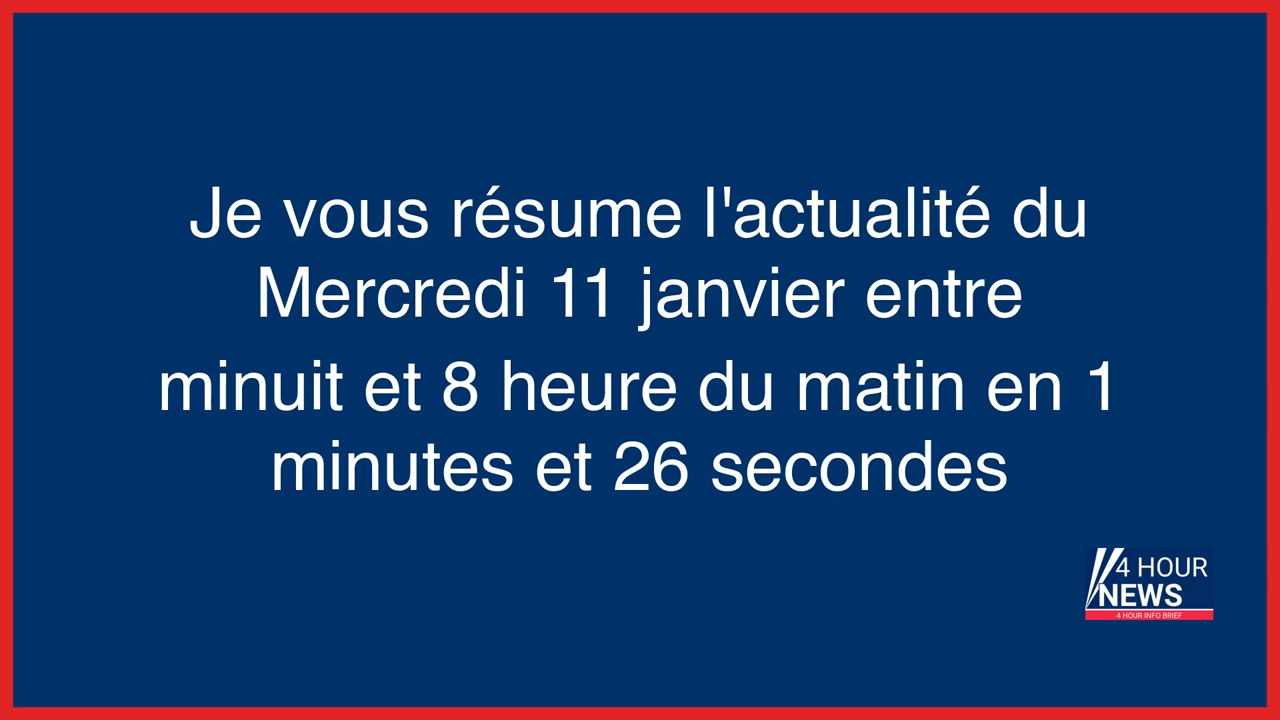 Je vous résume l'actualité du
Mercredi 11 janvier entre
minuit et 8 heure du matin en 1
minutes et 26 secondes
4 HOUR
NEWS
4 HOUR INFO BRIEF